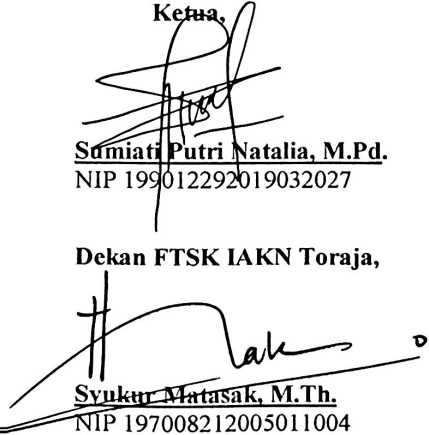 Ketua,
Sumiati Putri Natalia, M.Pd.
NIP 199012292019032027
Dekan FTSK IAKN Toraja,
Syukur Matasak, M.Th.
NIP 197008212005011004